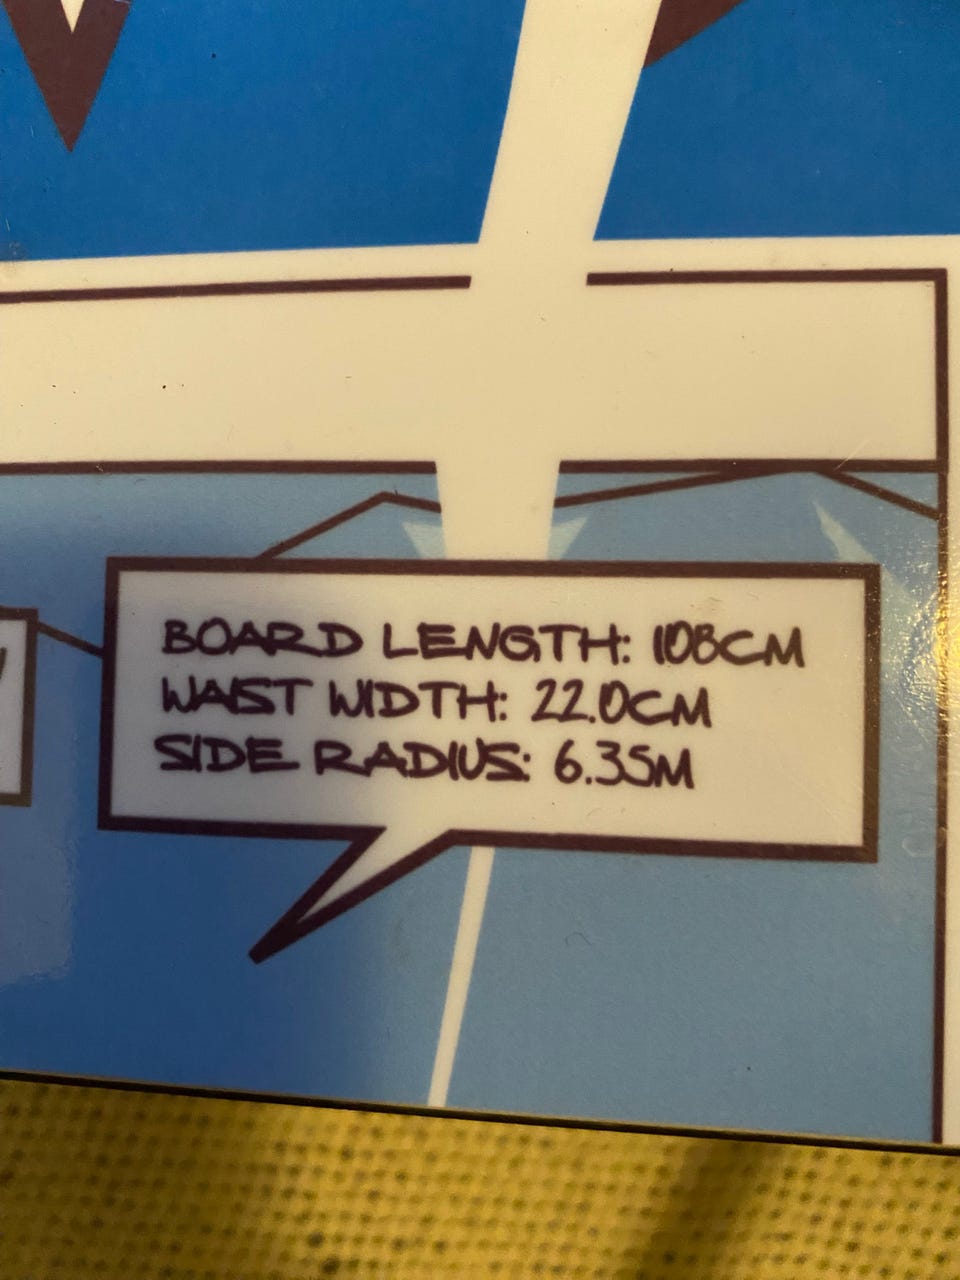 BOARD LENGTH: 108CM
WAIST WIDTH: 22.0CM
SIDE RADIUS: 6.35M